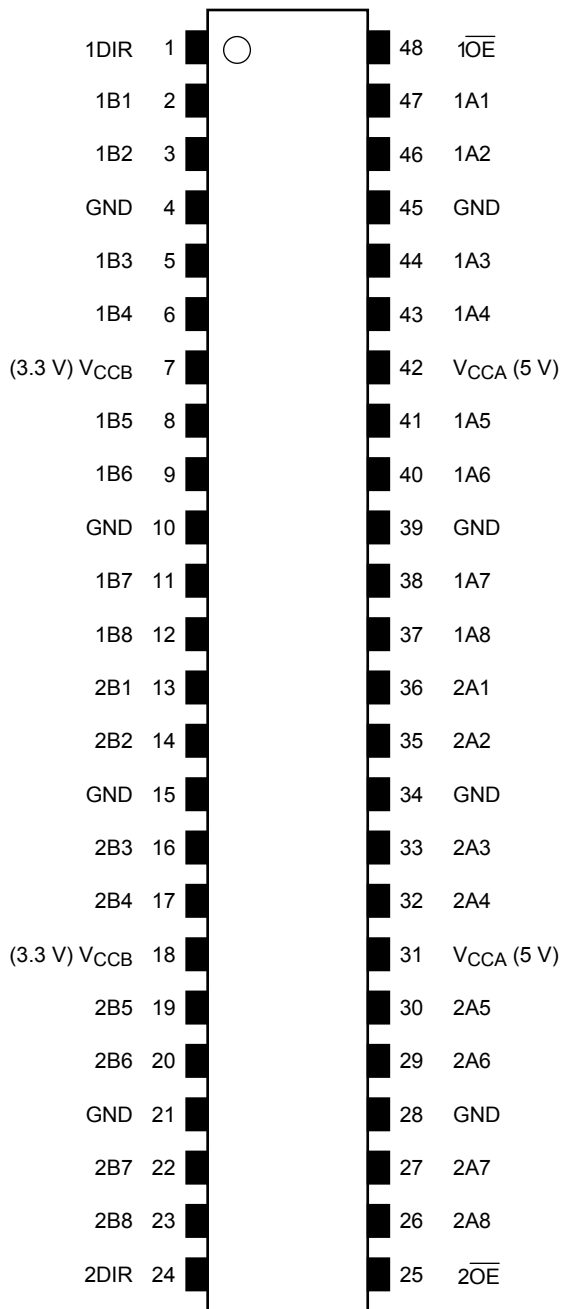 1DIR 1 48 1O̅E̅
1B1 2 47 1A1
1B2 3 46 1A2
GND 4 45 GND
1B3 5 44 1A3
1B4 6 43 1A4
(3.3 V) VCCB 7 42 VCCA (5 V)
1B5 8 41 1A5
1B6 9 40 1A6
GND 10 39 GND
1B7 11 38 1A7
1B8 12 37 1A8
2B1 13 36 2A1
2B2 14 35 2A2
GND 15 34 GND
2B3 16 33 2A3
2B4 17 32 2A4
(3.3 V) VCCB 18 31 VCCA (5 V)
2B5 19 30 2A5
2B6 20 29 2A6
GND 21 28 GND
2B7 22 27 2A7
2B8 23 26 2A8
2DIR 24 25 2O̅E̅